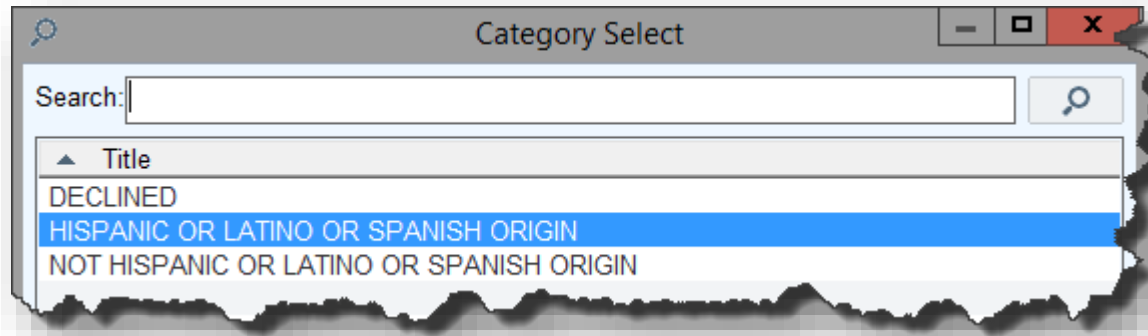 Category Select
Search:
Title
DECLINED
HISPANIC OR LATINO OR SPANISH ORIGIN
NOT HISPANIC OR LATINO OR SPANISH ORIGIN